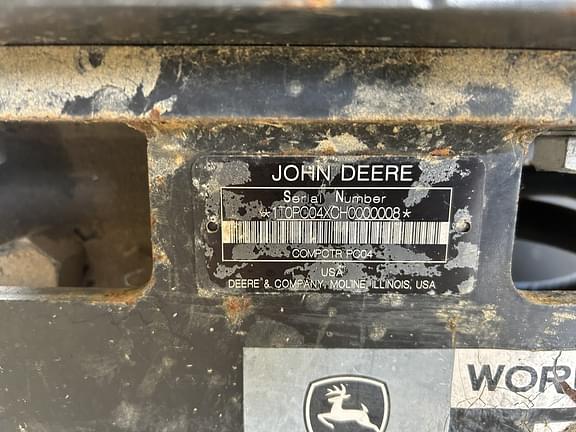 JOHN DEERE
Serial Number
*1T0PC04XCH0000008*
COMPCTR PC04
USA
DEERE & COMPANY, MOLINE, ILLINOIS, USA
WOR